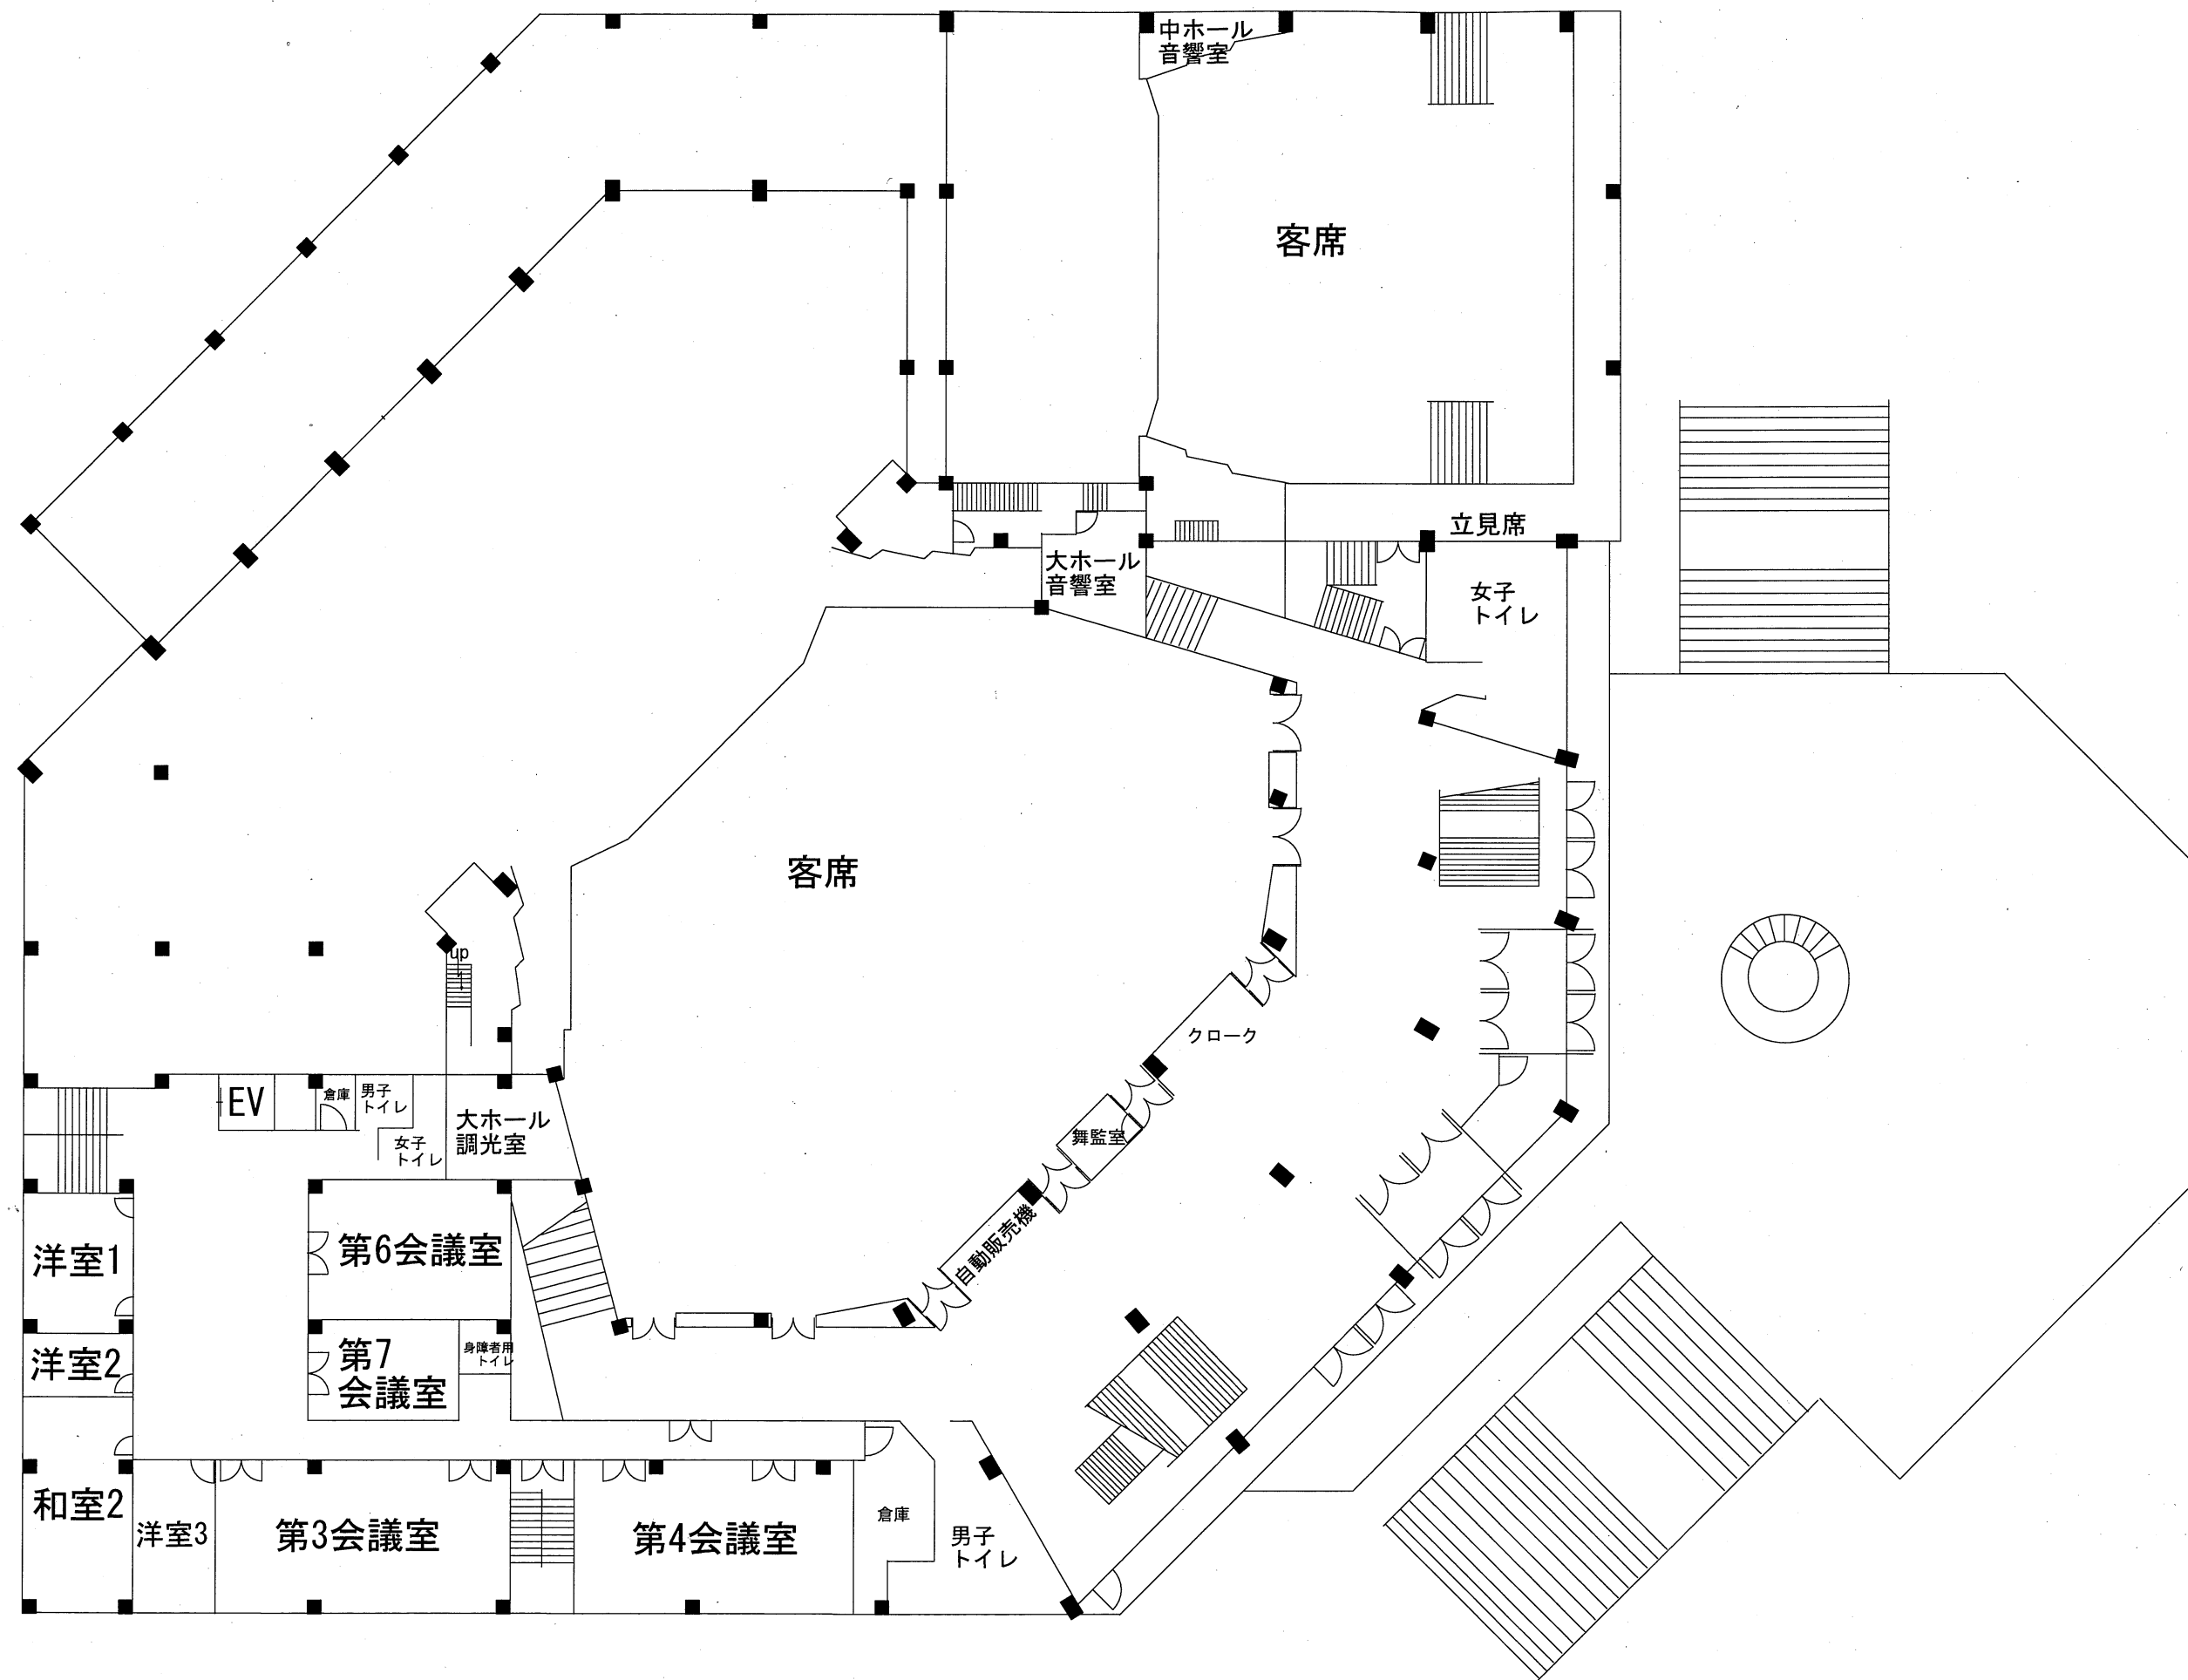 中ホール
音響室
客席
立見席
大ホール
音響室
女子
トイレ
客席
up
クローク
EV
倉庫
男子
トイレ
女子
トイレ
大ホール
調光室
舞監室
自動販売機
洋室1
第6会議室
洋室2
第7
会議室
身障者用
トイレ
和室2
洋室3
第3会議室
第4会議室
倉庫
男子
トイレ